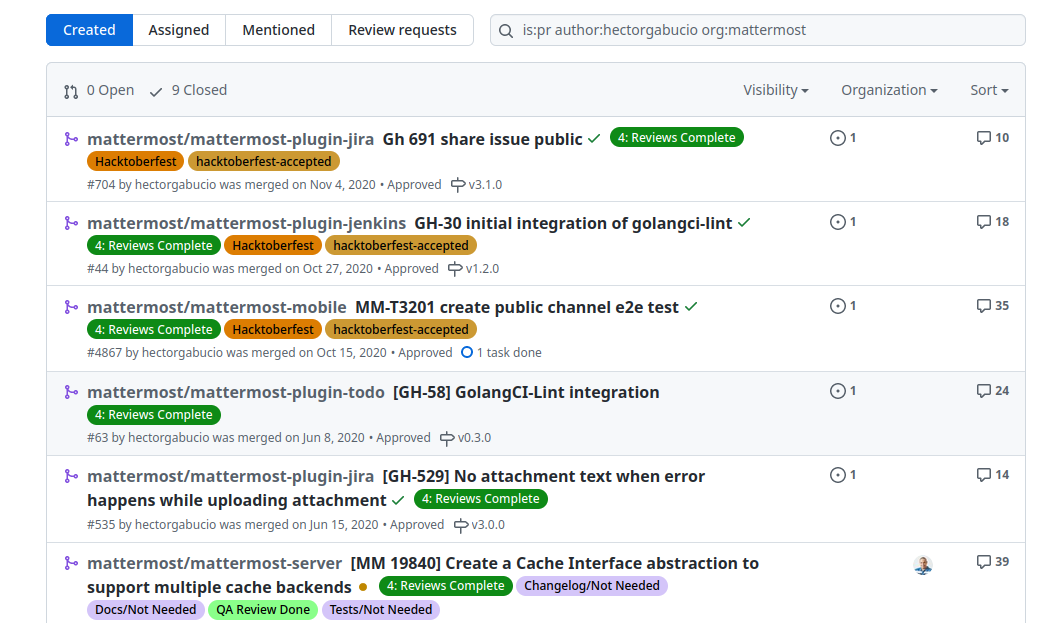 Created Assigned Mentioned Review requests is:pr author:hectorgabucio org:mattermost
0 Open 9 Closed Visibility Organization Sort
mattermost/mattermost-plugin-jira Gh 691 share issue public 4: Reviews Complete 1 10
Hacktoberfest hacktoberfest-accepted
#704 by hectorgabucio was merged on Nov 4, 2020 • Approved v3.1.0
mattermost/mattermost-plugin-jenkins GH-30 initial integration of golangci-lint 1 18
4: Reviews Complete Hacktoberfest hacktoberfest-accepted
#44 by hectorgabucio was merged on Oct 27, 2020 • Approved v1.2.0
mattermost/mattermost-mobile MM-T3201 create public channel e2e test 1 35
4: Reviews Complete Hacktoberfest hacktoberfest-accepted
#4867 by hectorgabucio was merged on Oct 15, 2020 • Approved 1 task done
mattermost/mattermost-plugin-todo [GH-58] GolangCI-Lint integration 1 24
4: Reviews Complete
#63 by hectorgabucio was merged on Jun 8, 2020 • Approved v0.3.0
mattermost/mattermost-plugin-jira [GH-529] No attachment text when error 1 14
happens while uploading attachment 4: Reviews Complete
#535 by hectorgabucio was merged on Jun 15, 2020 • Approved v3.0.0
mattermost/mattermost-server [MM 19840] Create a Cache Interface abstraction to 39
support multiple cache backends 4: Reviews Complete Changelog/Not Needed
Docs/Not Needed QA Review Done Tests/Not Needed